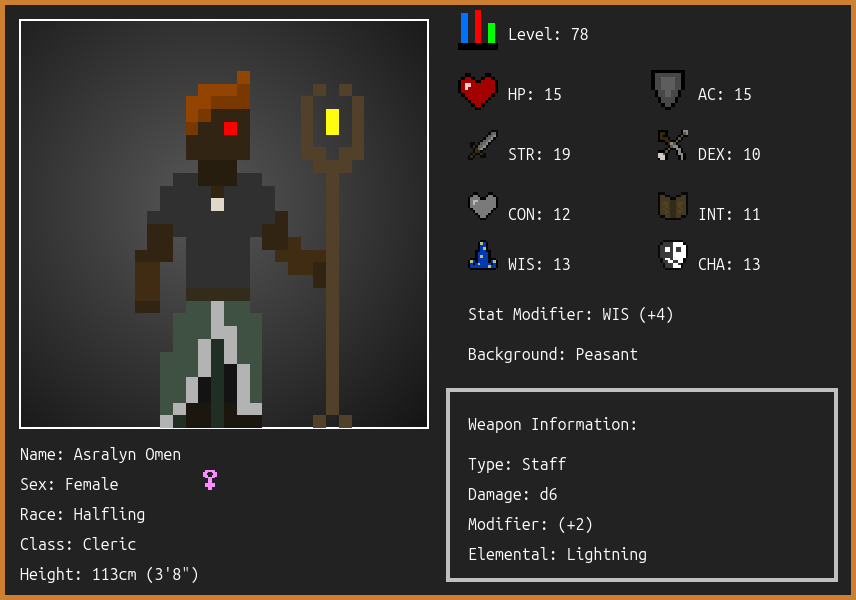 Level: 78
HP: 15
AC: 15
STR: 19
DEX: 10
CON: 12
INT: 11
WIS: 13
CHA: 13
Stat Modifier: WIS (+4)
Background: Peasant
Weapon Information:
Type: Staff
Damage: d6
Modifier: (+2)
Elemental: Lightning
Name: Asralyn Omen
Sex: Female
Race: Halfling
Class: Cleric
Height: 113cm (3'8")